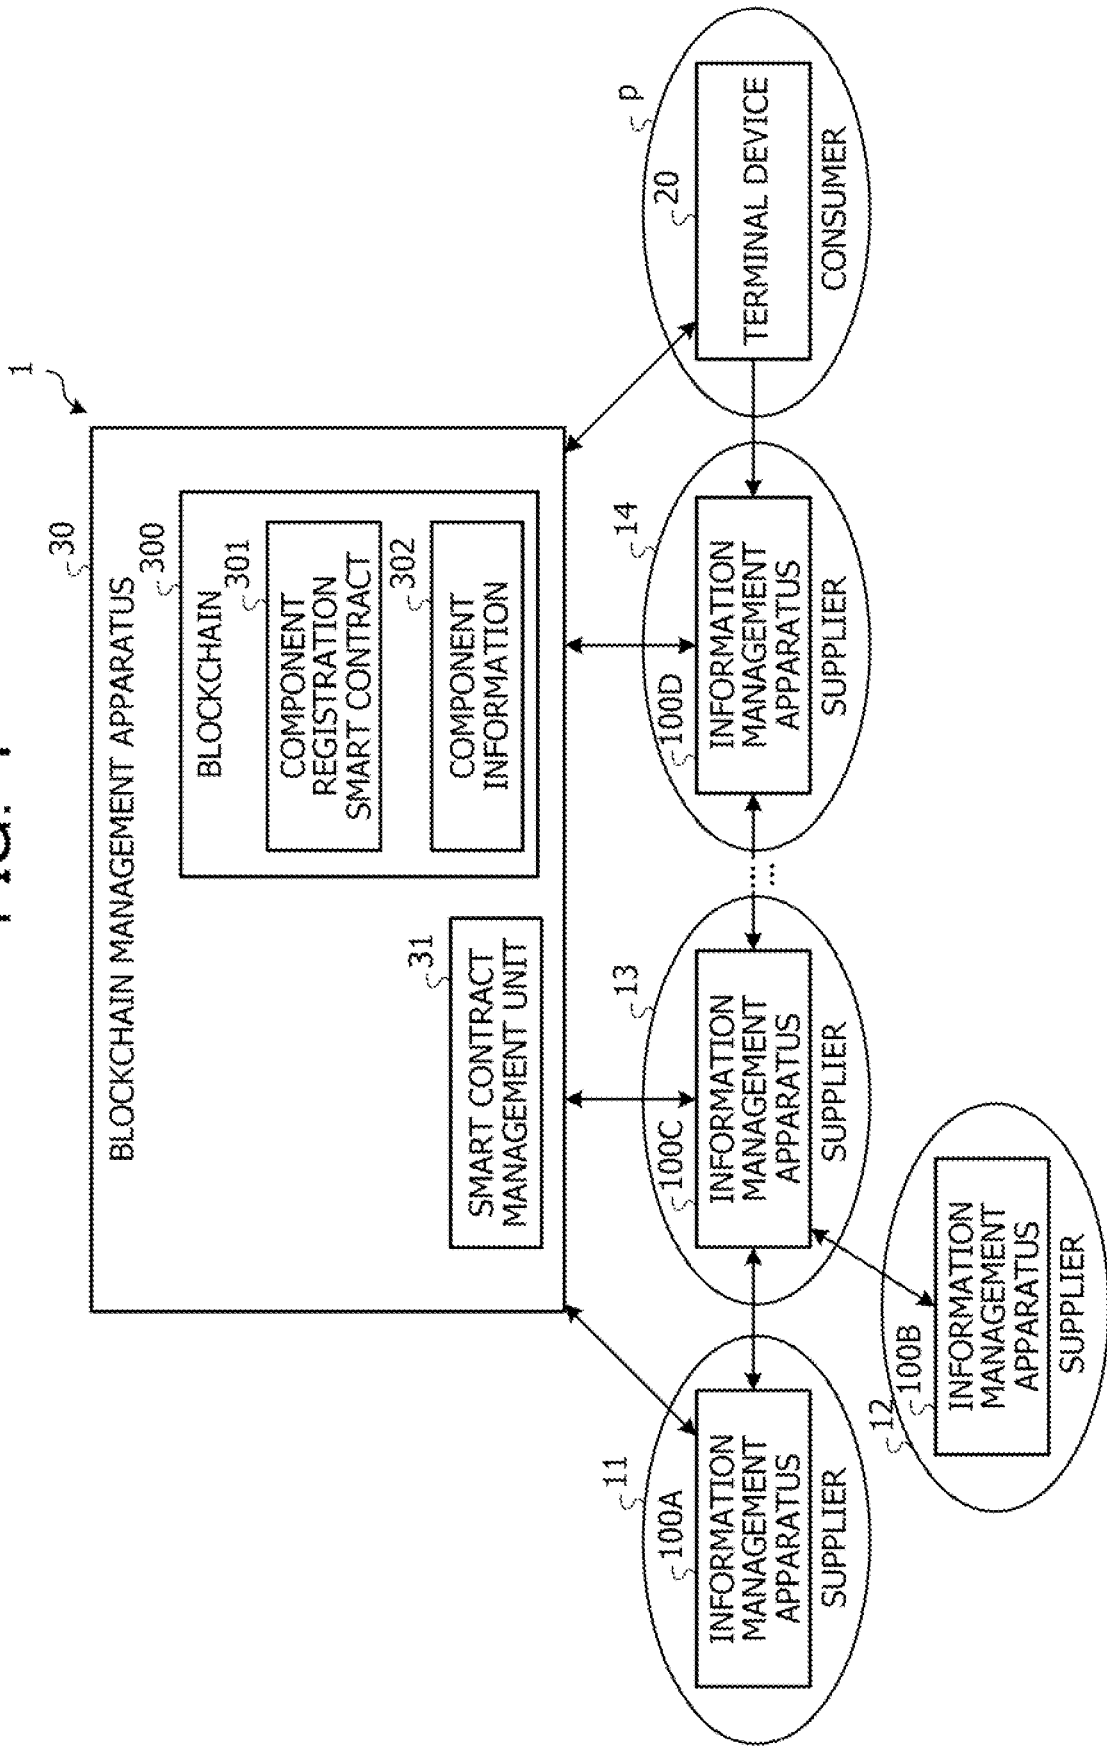 FIG. 1
1
30
BLOCKCHAIN MANAGEMENT APPARATUS
300
BLOCKCHAIN
301
COMPONENT
REGISTRATION
SMART CONTRACT
302
COMPONENT
INFORMATION
31
SMART CONTRACT
MANAGEMENT UNIT
11
100A
INFORMATION
MANAGEMENT
APPARATUS
SUPPLIER
13
100C
INFORMATION
MANAGEMENT
APPARATUS
SUPPLIER
...
...
14
100D
INFORMATION
MANAGEMENT
APPARATUS
SUPPLIER
p
20
TERMINAL DEVICE
CONSUMER
12
100B
INFORMATION
MANAGEMENT
APPARATUS
SUPPLIER